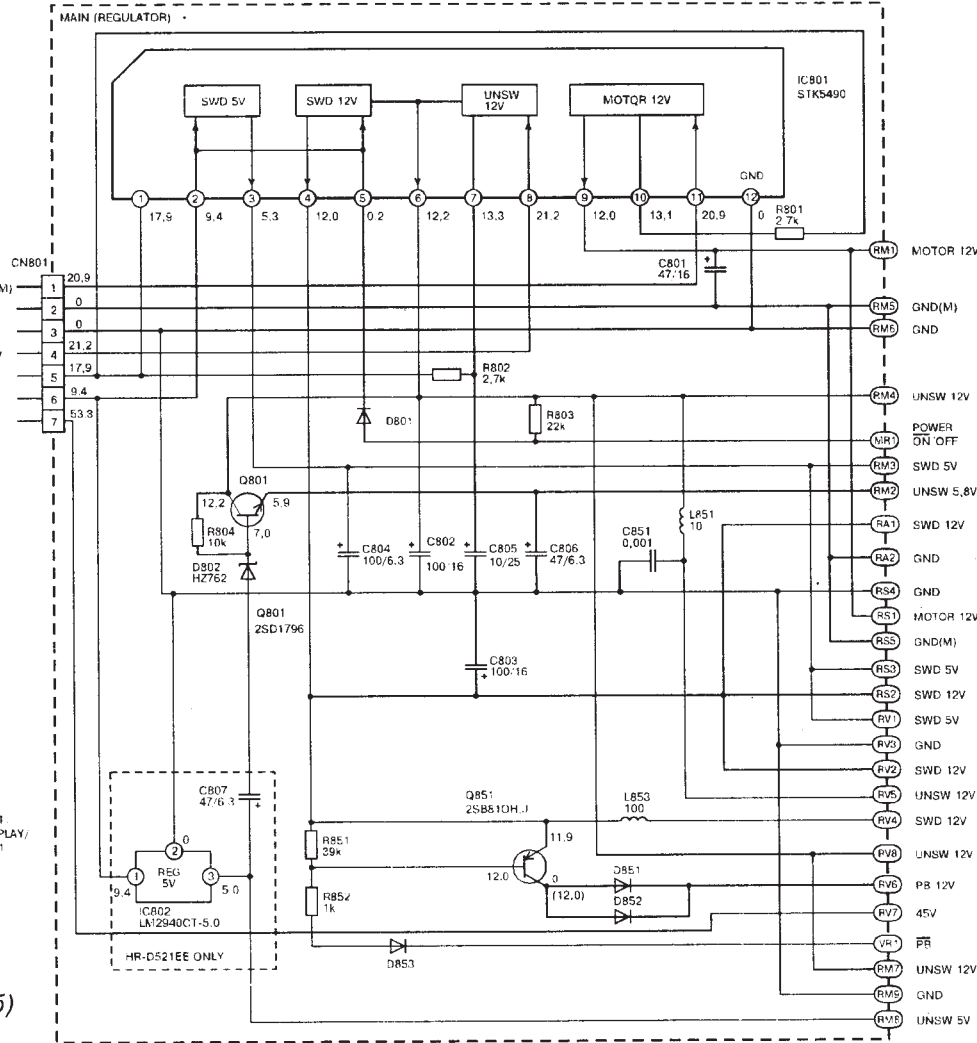 MAIN (REGULATOR)
IC801
STK5490
SWD 5V
SWD 12V
UNSW
12V
MOTOR 12V
GND
1
2
3
4
5
6
7
8
9
10
11
12
17,9
9,4
5,3
12,0
0,2
12,2
13,3
21,2
12,0
13,1
20,9
0
R801
2,7k
CN801
M)
1
20,9
2
0
3
0
4
21,2
5
17,9
6
9,4
7
53,3
C801
47/16
RM1
MOTOR 12V
RM5
GND(M)
RM6
GND
R802
2,7k
D801
R803
22k
RM4
UNSW 12V
MR1
POWER
ON/OFF
RM3
SWD 5V
RM2
UNSW 5,8V
RA1
SWD 12V
RA2
GND
RS4
GND
RS1
MOTOR 12V
RS5
GND(M)
RS3
SWD 5V
RS2
SWD 12V
RV1
SWD 5V
RV3
GND
RV2
SWD 12V
RV5
UNSW 12V
RV4
SWD 12V
RV8
UNSW 12V
RV6
PB 12V
RV7
45V
VR1
PB
RM7
UNSW 12V
RM9
GND
RM8
UNSW 5V
Q801
12,2
5,9
7,0
R804
10k
D802
HZ762
Q801
2SD1796
C804
100/6.3
C802
100/16
C805
10/25
C806
47/6.3
C851
0,001
L851
10
C803
100/16
C807
47/6.3
0
2
1
REG
5V
3
9,4
5.0
IC802
LM2940CT-5.0
HR-D521EE ONLY
PLAY/
R851
39k
R852
1k
Q851
2SB810H.J
11,9
12,0
0
(12,0)
L853
100
D851
D852
D853
б)